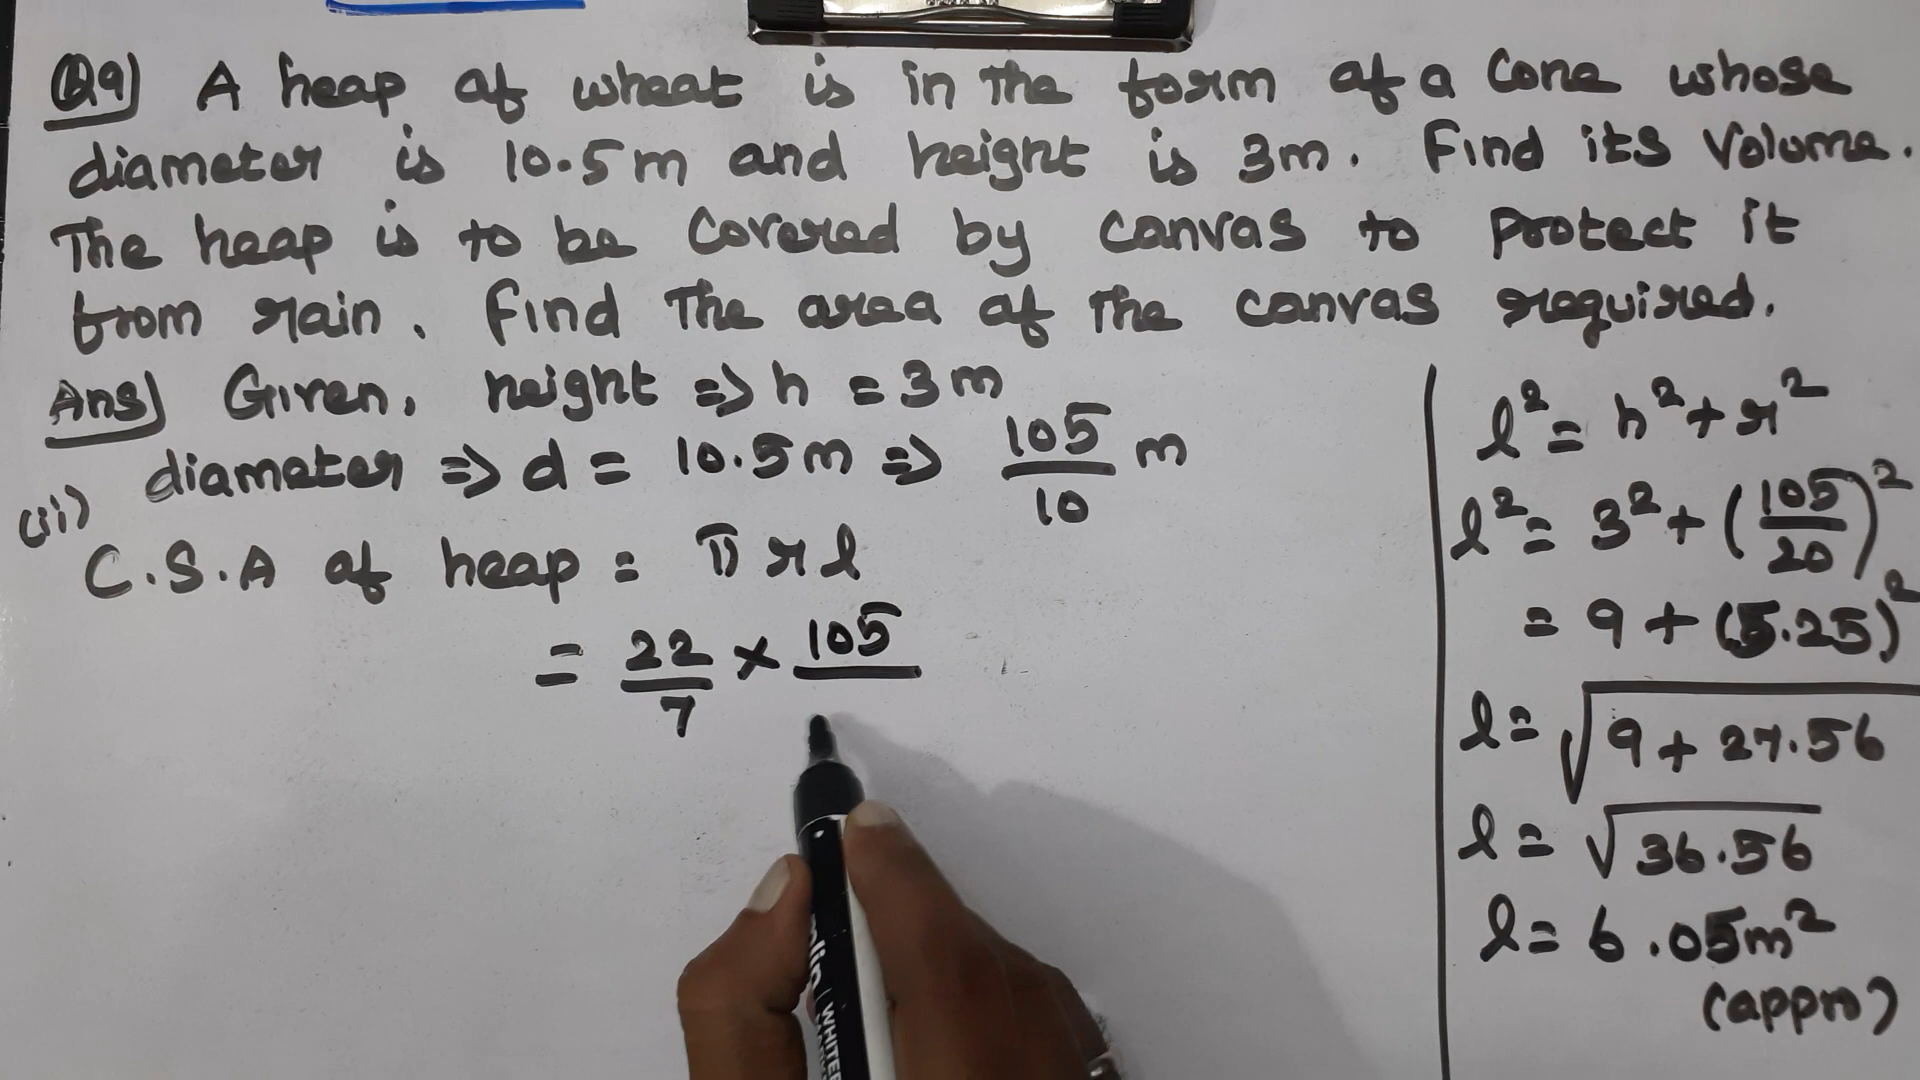 Q9) A heap of wheat is in the form of a cone whose
diameter is 10.5m and height is 3m. Find its volume.
The heap is to be covered by canvas to protect it
from rain. Find the area of the canvas required.
Ans) Given, height => h = 3m
diameter => d = 10.5m => 105/10 m
(ii)
C.S.A of heap = π r l
= 22/7 × 105
l² = h² + r²
l² = 3² + (105/20)²
= 9 + (5.25)²
l = √9 + 27.56
l = √36.56
l = 6.05m²
(appro)
WHITE